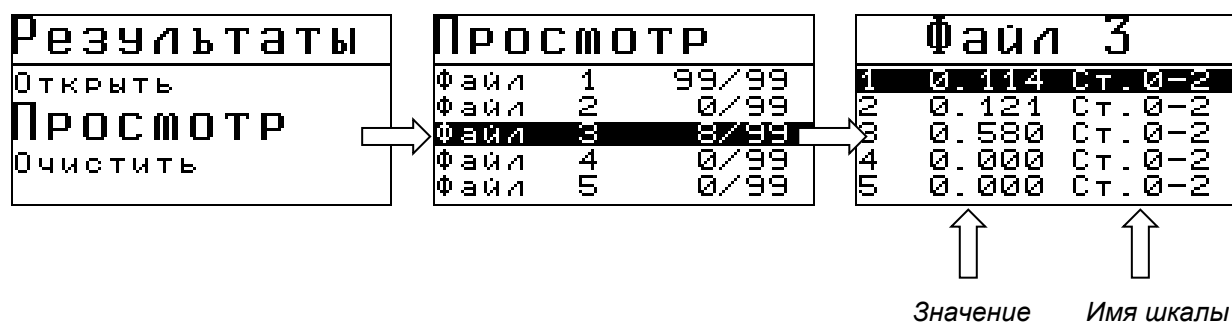 Результаты
Открыть
Просмотр
Очистить
Просмотр
Файл 1 99/99
Файл 2 0/99
Файл 3 8/99
Файл 4 0/99
Файл 5 0/99
Файл 3
1 0.114 Ст.0-2
2 0.121 Ст.0-2
3 0.580 Ст.0-2
4 0.000 Ст.0-2
5 0.000 Ст.0-2
Значение Имя шкалы